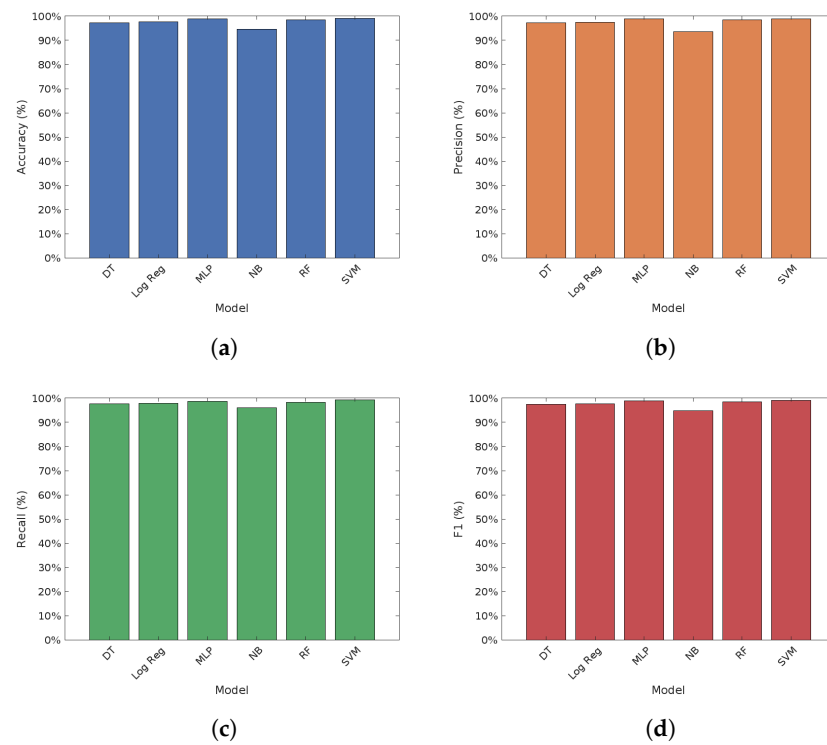 100%
90%
80%
70%
60%
50%
40%
30%
20%
10%
0%
Accuracy (%)
DT
Log Reg
MLP
NB
RF
SVM
Model
(a)
100%
90%
80%
70%
60%
50%
40%
30%
20%
10%
0%
Precision (%)
DT
Log Reg
MLP
NB
RF
SVM
Model
(b)
100%
90%
80%
70%
60%
50%
40%
30%
20%
10%
0%
Recall (%)
DT
Log Reg
MLP
NB
RF
SVM
Model
(c)
100%
90%
80%
70%
60%
50%
40%
30%
20%
10%
0%
F1 (%)
DT
Log Reg
MLP
NB
RF
SVM
Model
(d)